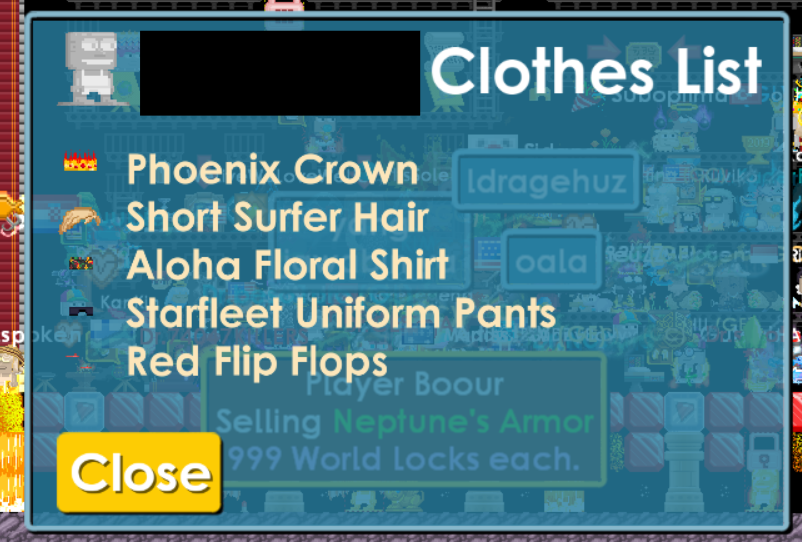 Clothes List
Phoenix Crown
ldragehuz
Short Surfer Hair
Aloha Floral Shirt
oala
Starfleet Uniform Pants
Red Flip Flops
Player Boour
Selling Neptune's Armor
999 World Locks each.
Close